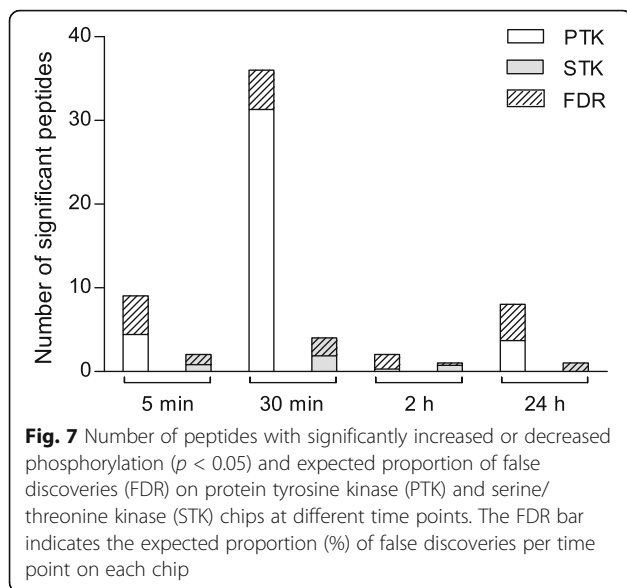 40
30
20
10
0
Number of significant peptides
PTK
STK
FDR
5 min 30 min 2 h 24 h
Fig. 7 Number of peptides with significantly increased or decreased
phosphorylation (p < 0.05) and expected proportion of false
discoveries (FDR) on protein tyrosine kinase (PTK) and serine/
threonine kinase (STK) chips at different time points. The FDR bar
indicates the expected proportion (%) of false discoveries per time
point on each chip